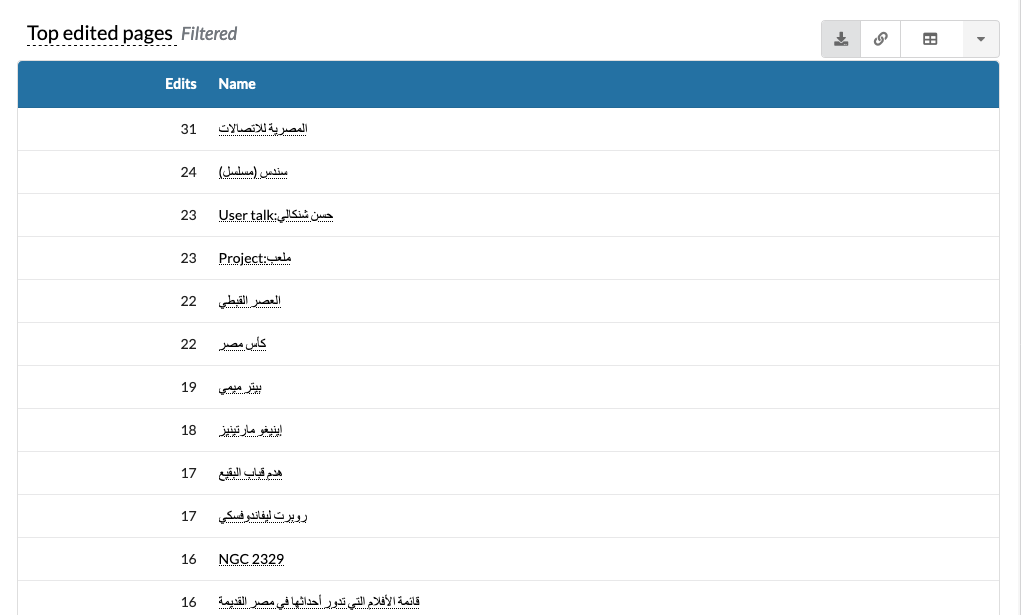 Top edited pages Filtered
Edits Name
31 المصرية للاتصالات
24 سندس (مسلسل)
23 User talk:حسن شنكالي
23 Project:ملعب
22 العصر القبطي
22 كأس مصر
19 بيتر ميمي
18 إينيغو مارتينيز
17 هدم قباب البقيع
17 روبرت ليفاندوفسكي
16 NGC 2329
16 قائمة الأفلام التي تدور أحداثها في مصر القديمة